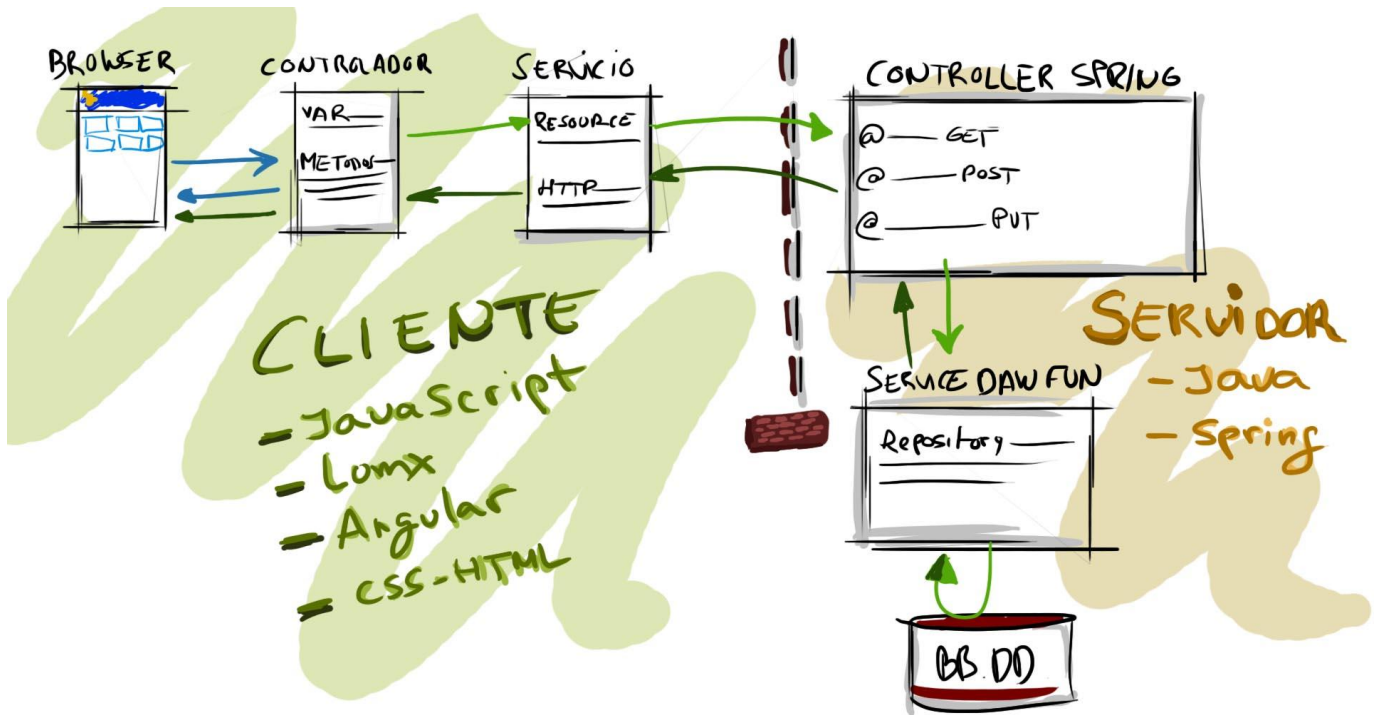 BROWSER
CONTROLADOR
VAR
METODOS
SERVICIO
RESOURCE
HTTP
CONTROLLER SPRING
@ GET
@ POST
@ PUT
CLIENTE
- JavaScript
- Lomx
- Angular
- CSS-HTML
SERVIDOR
- Java
- Spring
SERVICE DAW FUN
Repository
BB.DD